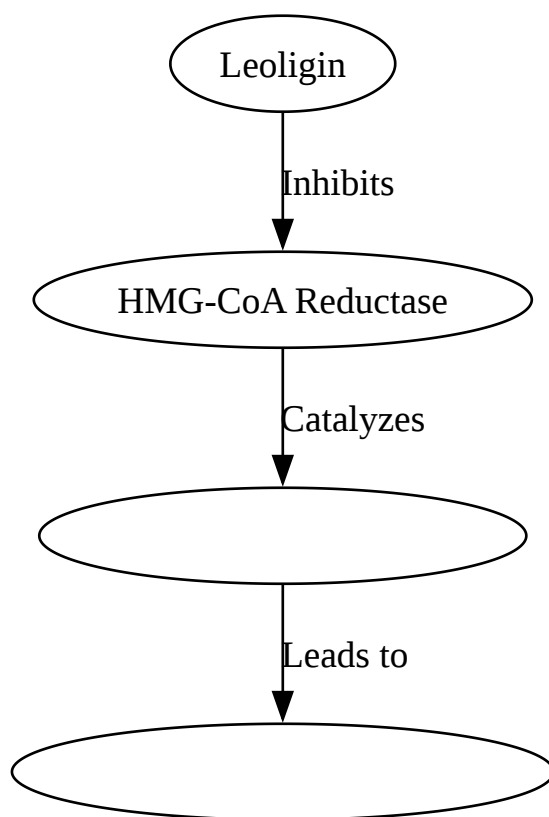 Leoligin
Inhibits
HMG-CoA Reductase
Catalyzes
Leads to